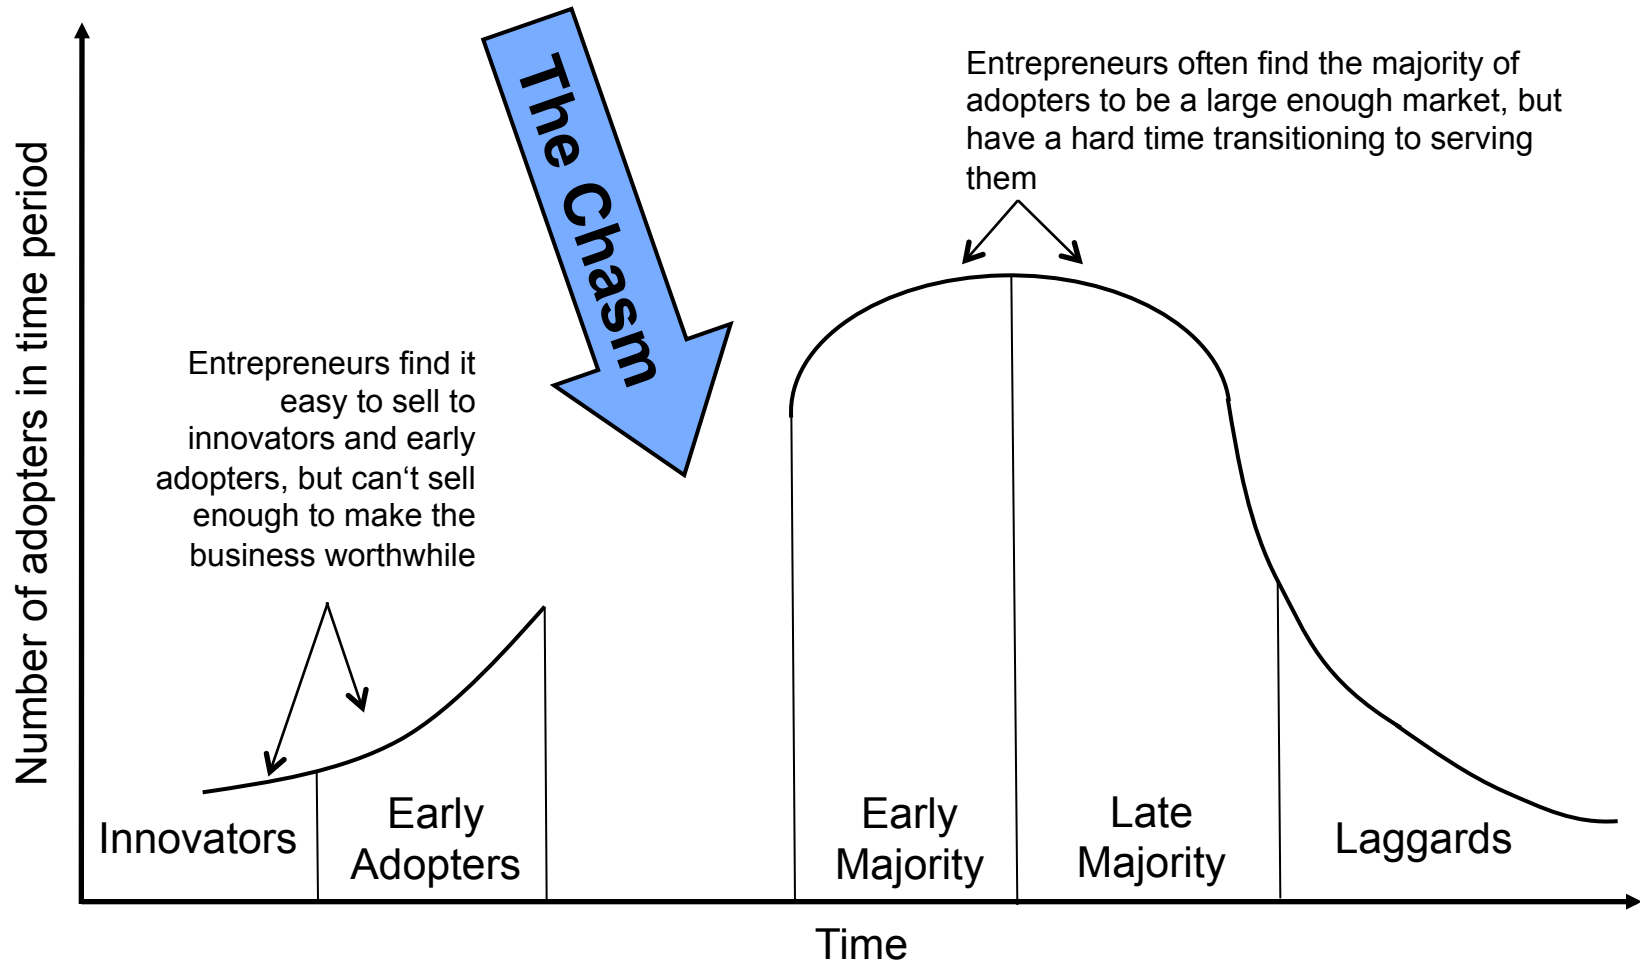 The Chasm
Entrepreneurs often find the majority of
adopters to be a large enough market, but
have a hard time transitioning to serving
them
Number of adopters in time period
Entrepreneurs find it
easy to sell to
innovators and early
adopters, but can‘t sell
enough to make the
business worthwhile
Innovators
Early
Adopters
Early
Majority
Late
Majority
Laggards
Time